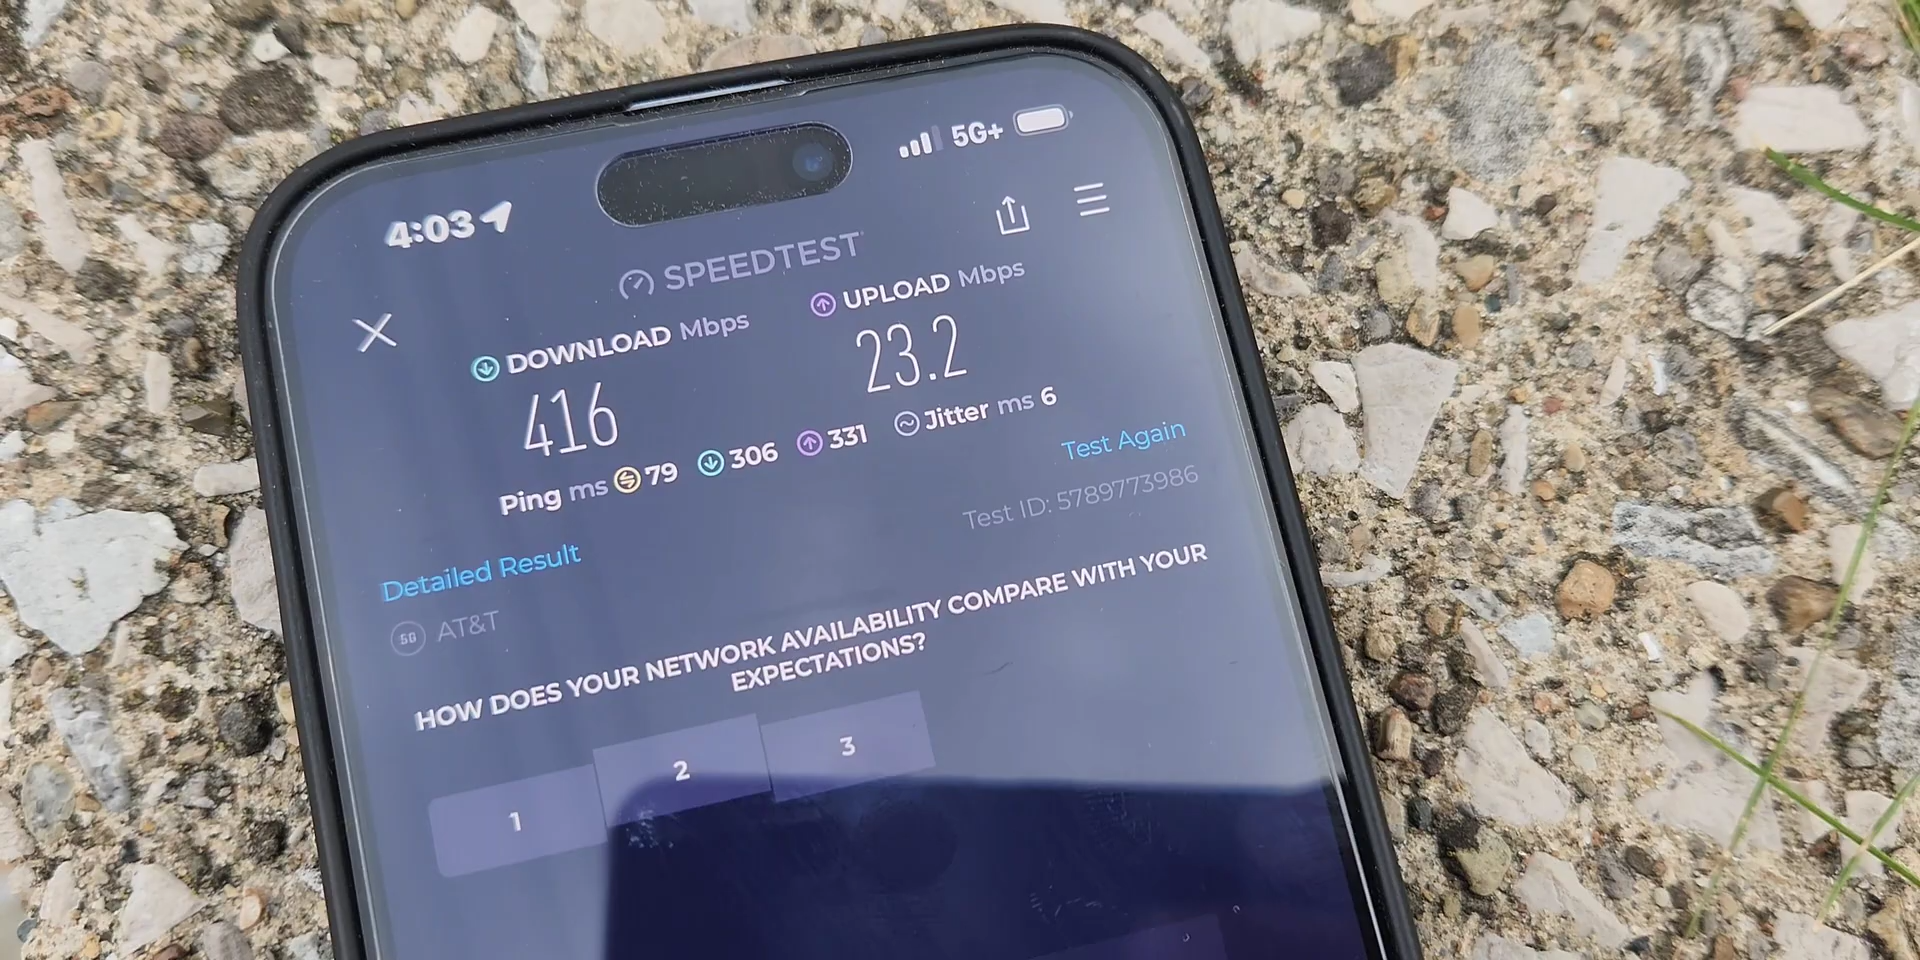 4:03
5G+
SPEEDTEST
DOWNLOAD Mbps
416
UPLOAD Mbps
23.2
Ping ms 79 306 331 Jitter ms 6
Test Again
Detailed Result
Test ID: 5789773986
5G AT&T
HOW DOES YOUR NETWORK AVAILABILITY COMPARE WITH YOUR
EXPECTATIONS?
1 2 3